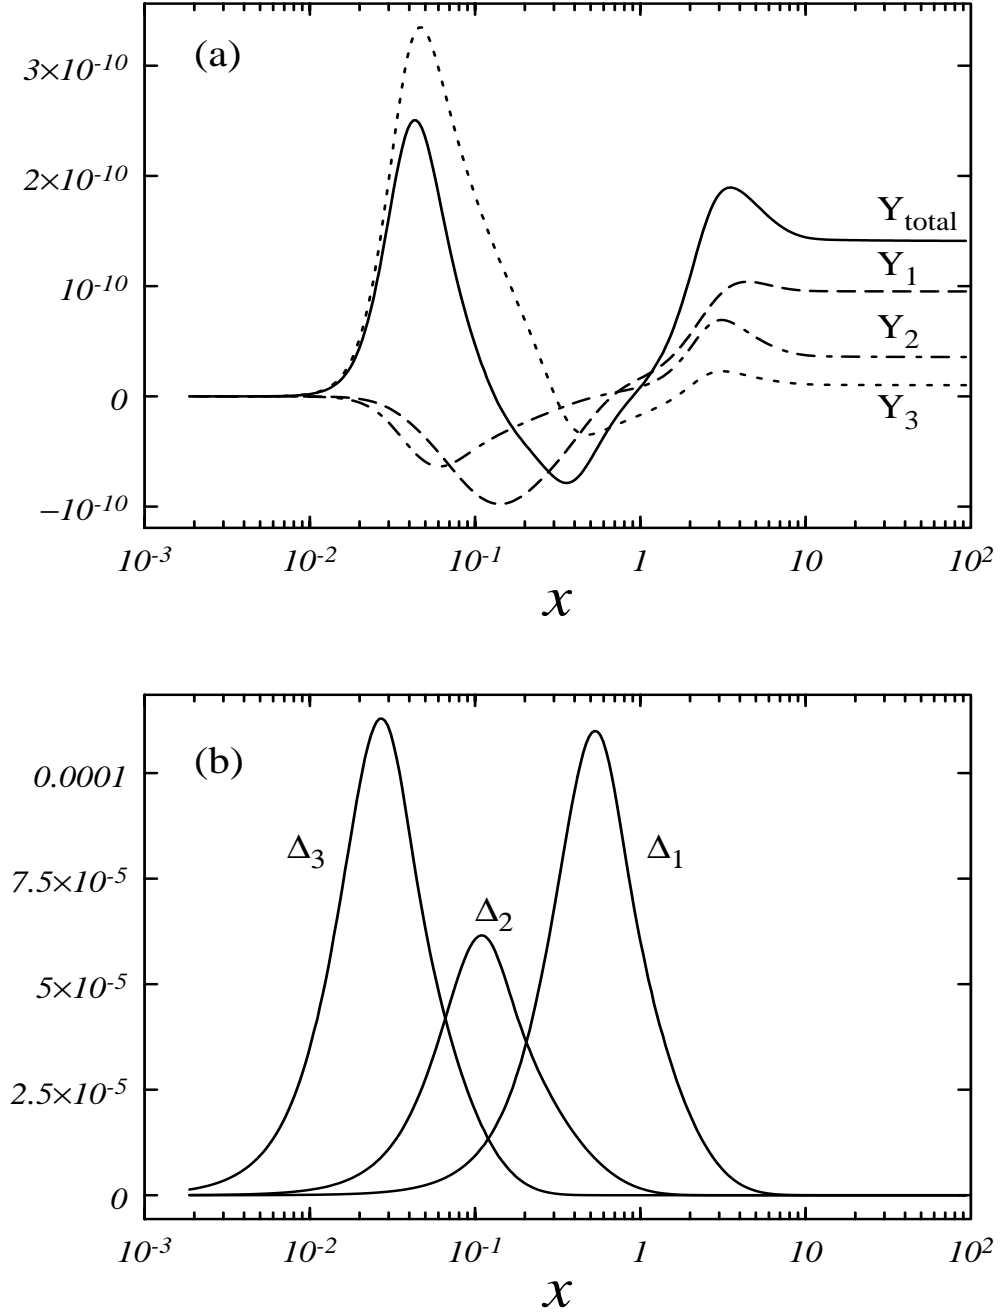 (a)
3×10⁻¹⁰
2×10⁻¹⁰
Y_total
10⁻¹⁰
Y₁
Y₂
0
Y₃
−10⁻¹⁰
10⁻³ 10⁻² 10⁻¹ 1 10 10²
x
(b)
0.0001
Δ₃ Δ₁
7.5×10⁻⁵
Δ₂
5×10⁻⁵
2.5×10⁻⁵
0
10⁻³ 10⁻² 10⁻¹ 1 10 10²
x